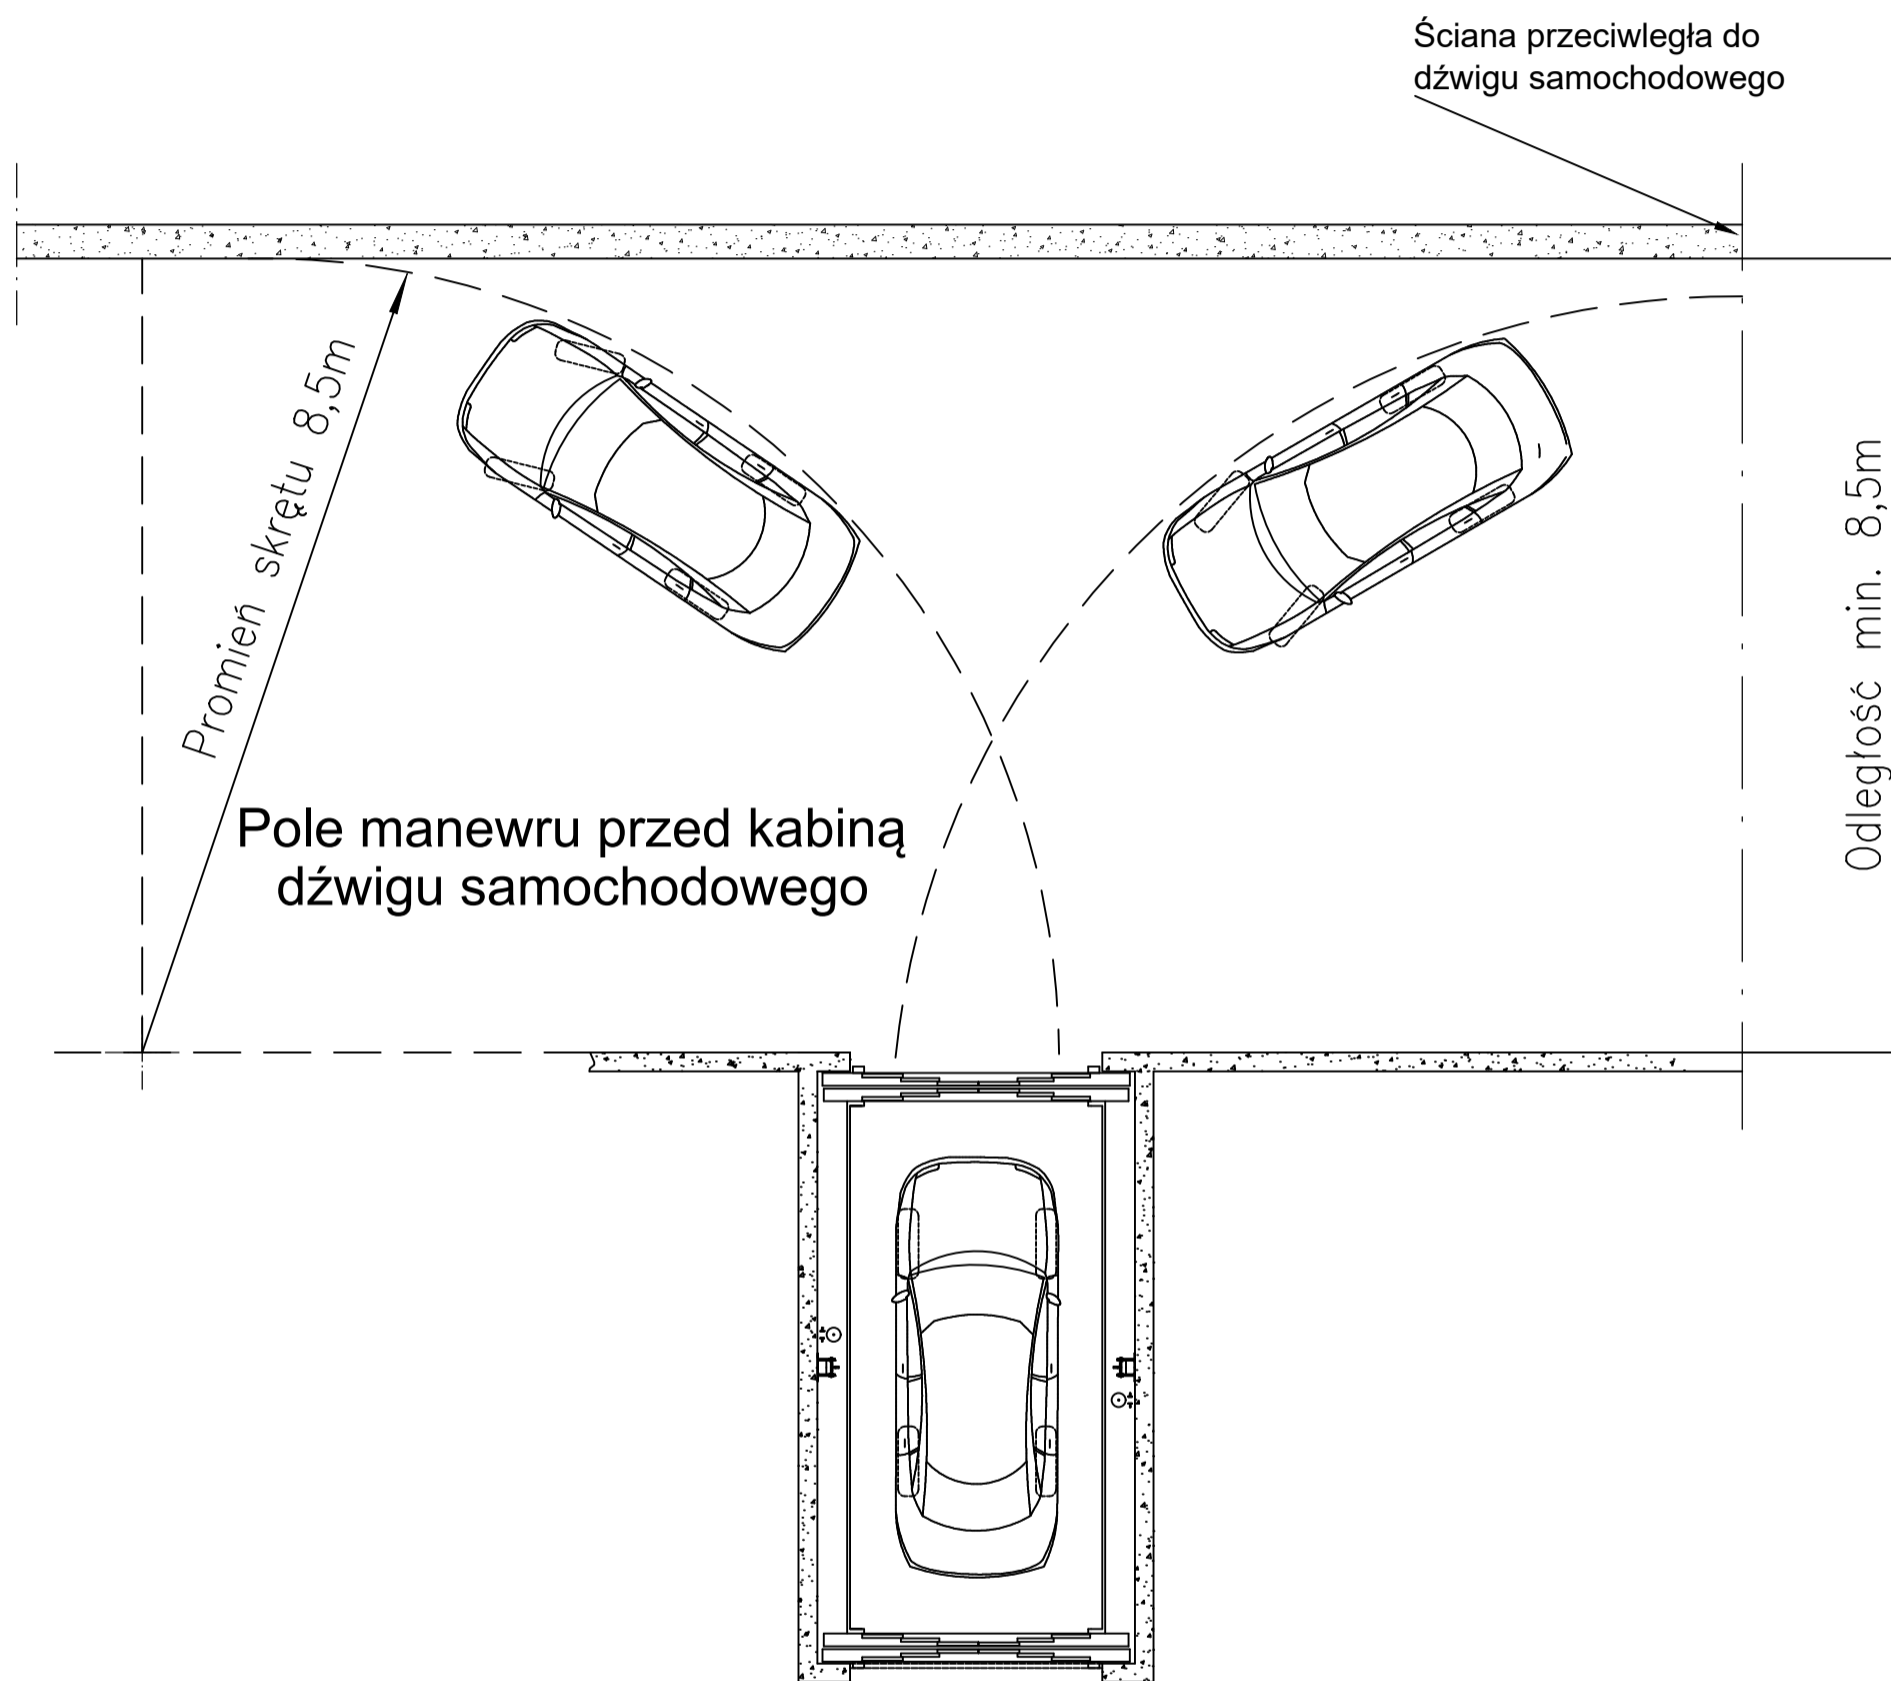 Ściana przeciwległa do
dźwigu samochodowego
Promień skrętu 8,5m
Pole manewru przed kabiną
dźwigu samochodowego
Odległość min. 8,5m